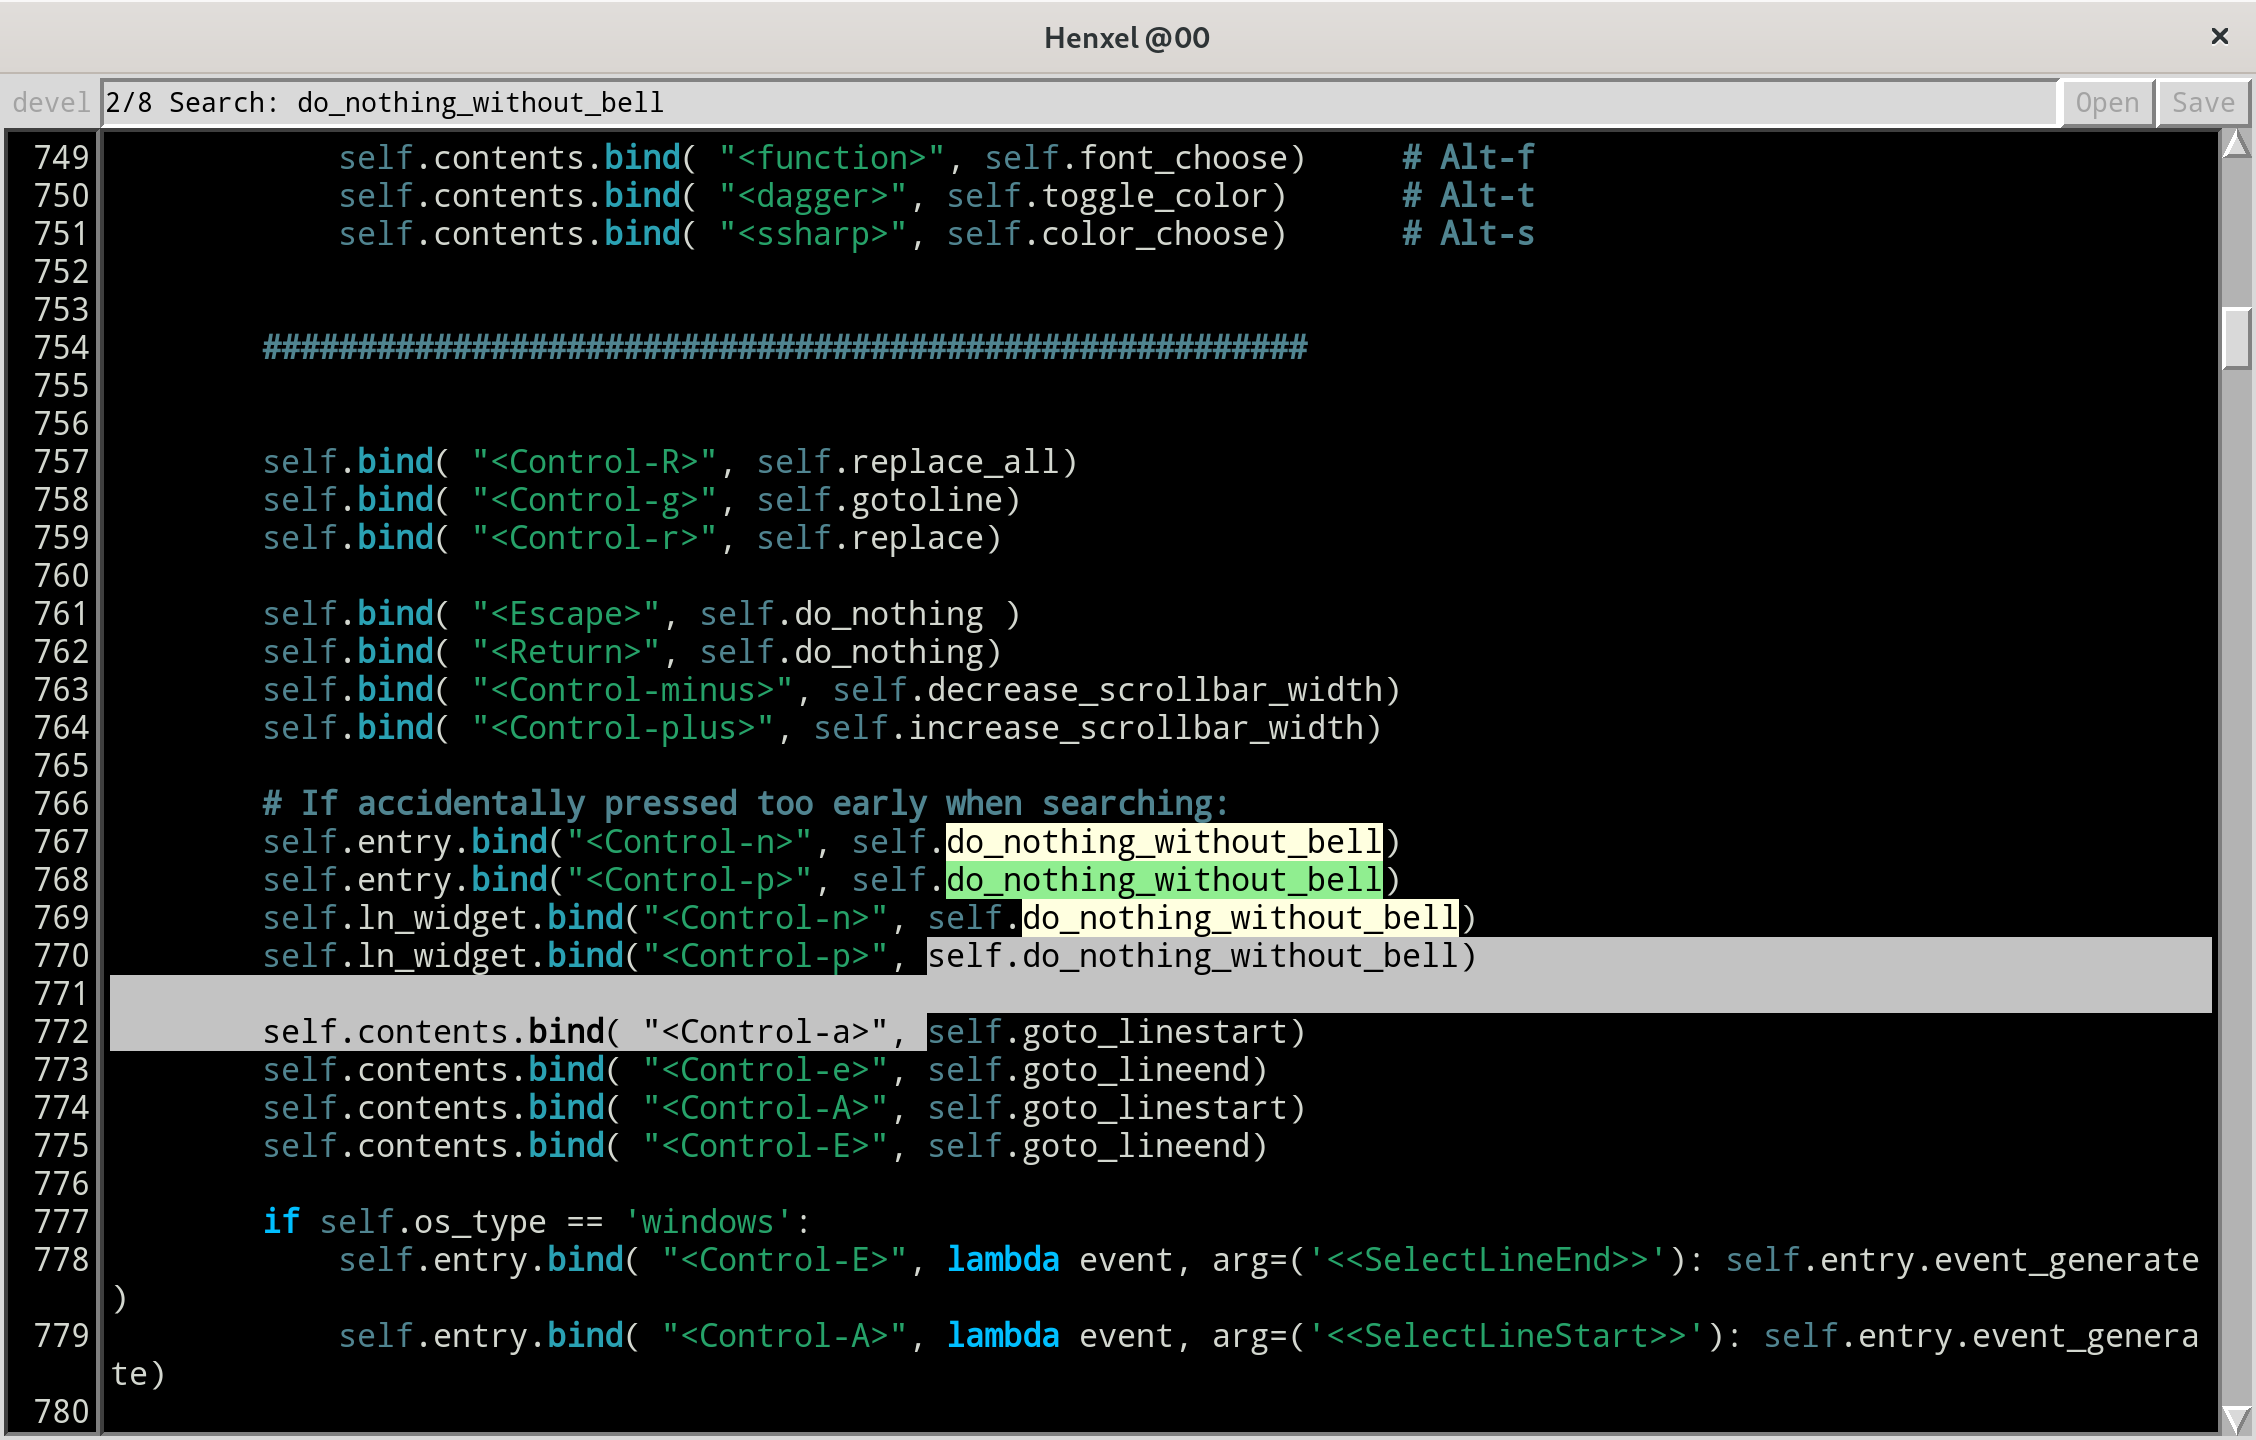 Henxel @00
×
devel 2/8 Search: do_nothing_without_bell Open Save
749             self.contents.bind( "<function>", self.font_choose)     # Alt-f
750             self.contents.bind( "<dagger>", self.toggle_color)      # Alt-t
751             self.contents.bind( "<ssharp>", self.color_choose)      # Alt-s
752
753
754         #######################################################
755
756
757         self.bind( "<Control-R>", self.replace_all)
758         self.bind( "<Control-g>", self.gotoline)
759         self.bind( "<Control-r>", self.replace)
760
761         self.bind( "<Escape>", self.do_nothing )
762         self.bind( "<Return>", self.do_nothing)
763         self.bind( "<Control-minus>", self.decrease_scrollbar_width)
764         self.bind( "<Control-plus>", self.increase_scrollbar_width)
765
766         # If accidentally pressed too early when searching:
767         self.entry.bind("<Control-n>", self.do_nothing_without_bell)
768         self.entry.bind("<Control-p>", self.do_nothing_without_bell)
769         self.ln_widget.bind("<Control-n>", self.do_nothing_without_bell)
770         self.ln_widget.bind("<Control-p>", self.do_nothing_without_bell)
771
772         self.contents.bind( "<Control-a>", self.goto_linestart)
773         self.contents.bind( "<Control-e>", self.goto_lineend)
774         self.contents.bind( "<Control-A>", self.goto_linestart)
775         self.contents.bind( "<Control-E>", self.goto_lineend)
776
777         if self.os_type == 'windows':
778             self.entry.bind( "<Control-E>", lambda event, arg=('<<SelectLineEnd>>'): self.entry.event_generate
)
779             self.entry.bind( "<Control-A>", lambda event, arg=('<<SelectLineStart>>'): self.entry.event_genera
te)
780